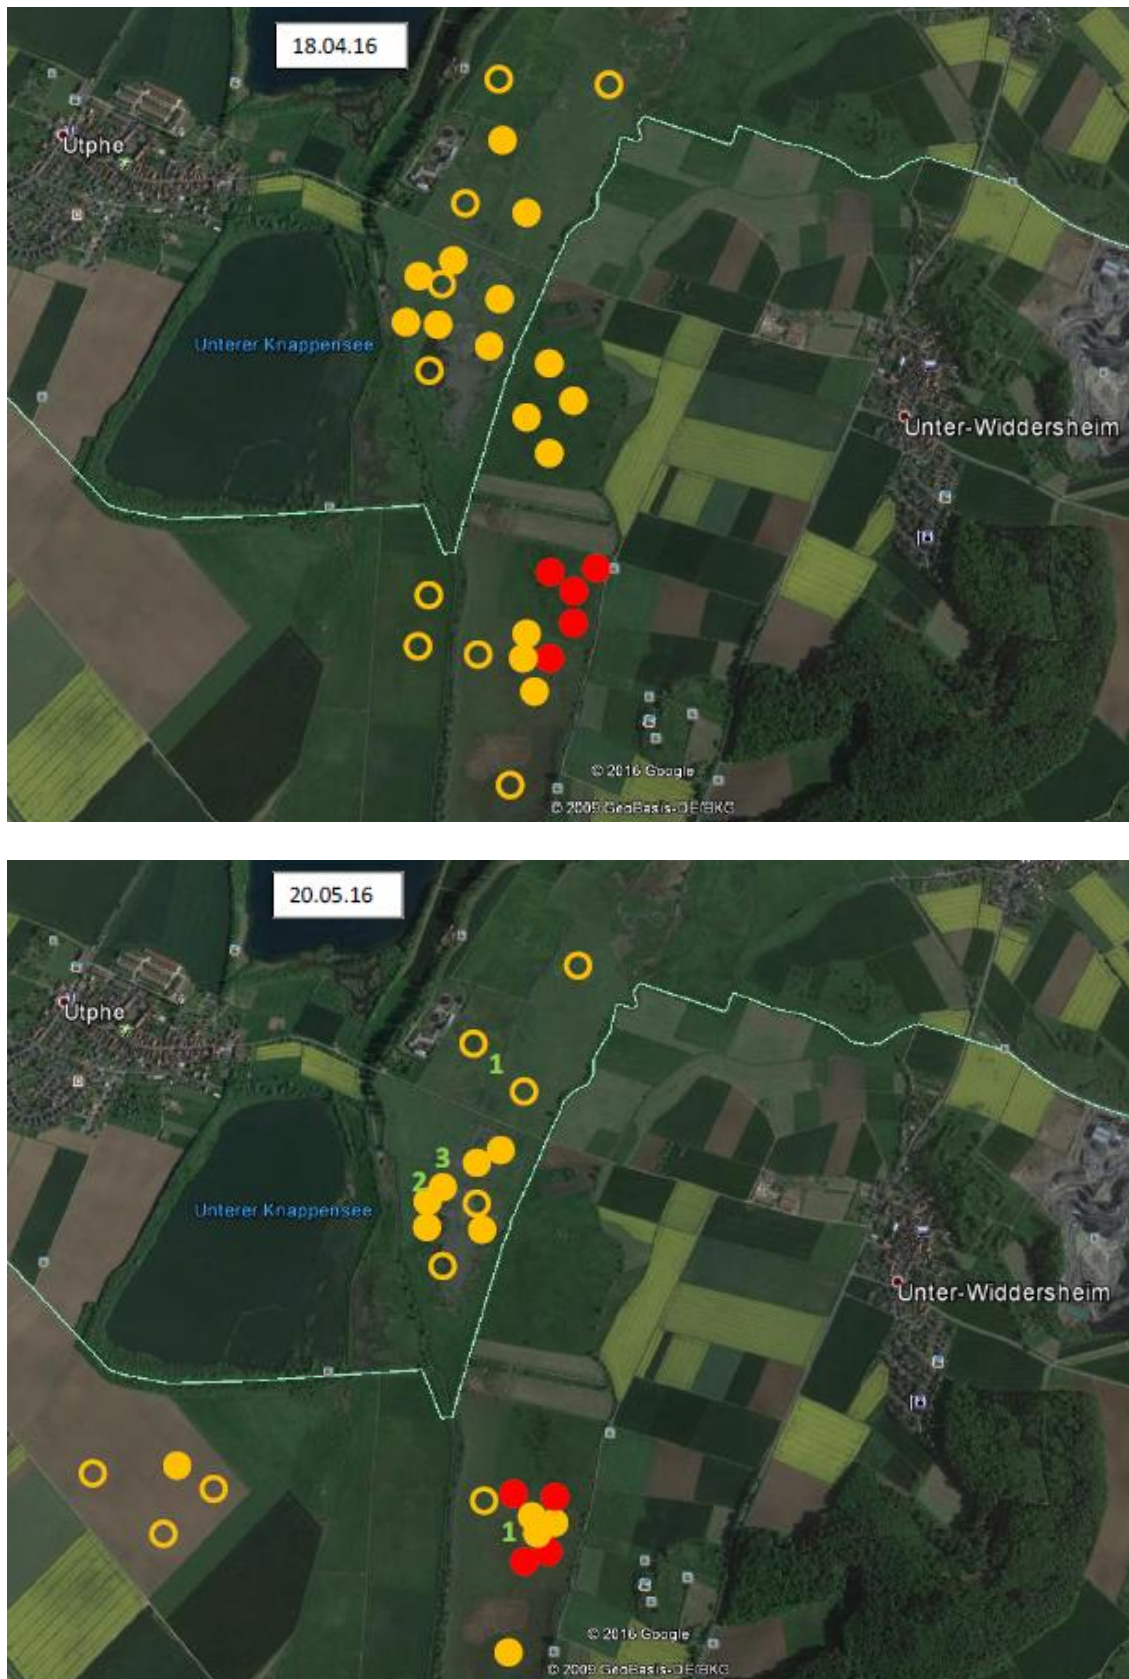 18.04.16
Utphe
Unterer Knappensee
Unter-Widdersheim
© 2016 Google
© 2009 GeoBasis-DE/BKG
20.05.16
Utphe
1
3
2
Unterer Knappensee
Unter-Widdersheim
1
© 2016 Google
© 2009 GeoBasis-DE/BKG